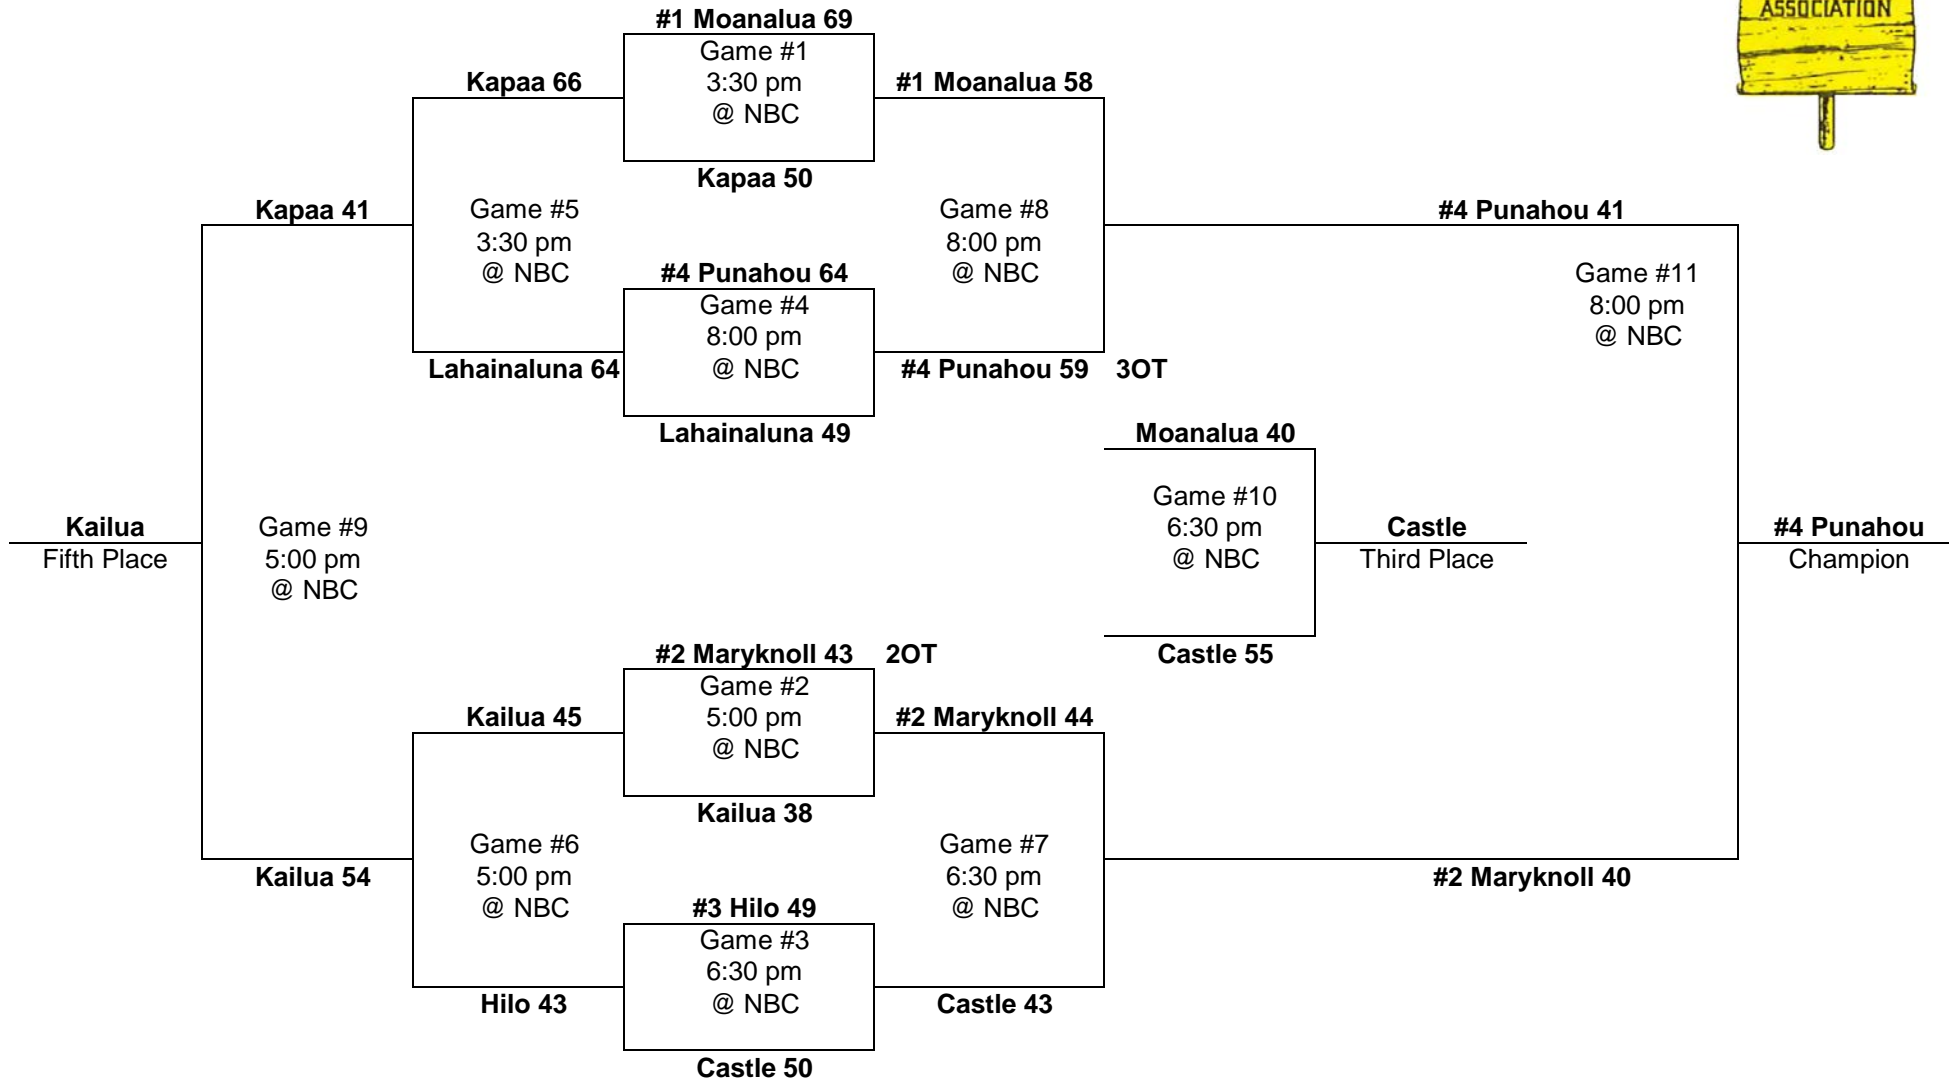 ASSOCIATION
#1 Moanalua 69
Game #1
Kapaa 66 3:30 pm #1 Moanalua 58
@ NBC
Kapaa 50
Kapaa 41 Game #5 Game #8 #4 Punahou 41
3:30 pm 8:00 pm
@ NBC #4 Punahou 64 @ NBC Game #11
Game #4 8:00 pm
8:00 pm @ NBC
Lahainaluna 64 @ NBC #4 Punahou 59 3OT
Lahainaluna 49 Moanalua 40
Game #10
Kailua Game #9 6:30 pm Castle #4 Punahou
Fifth Place 5:00 pm @ NBC Third Place Champion
@ NBC
#2 Maryknoll 43 2OT Castle 55
Game #2
Kailua 45 5:00 pm #2 Maryknoll 44
@ NBC
Kailua 38
Game #6 Game #7
Kailua 54 5:00 pm 6:30 pm #2 Maryknoll 40
@ NBC #3 Hilo 49 @ NBC
Game #3
6:30 pm
Hilo 43 @ NBC Castle 43
Castle 50